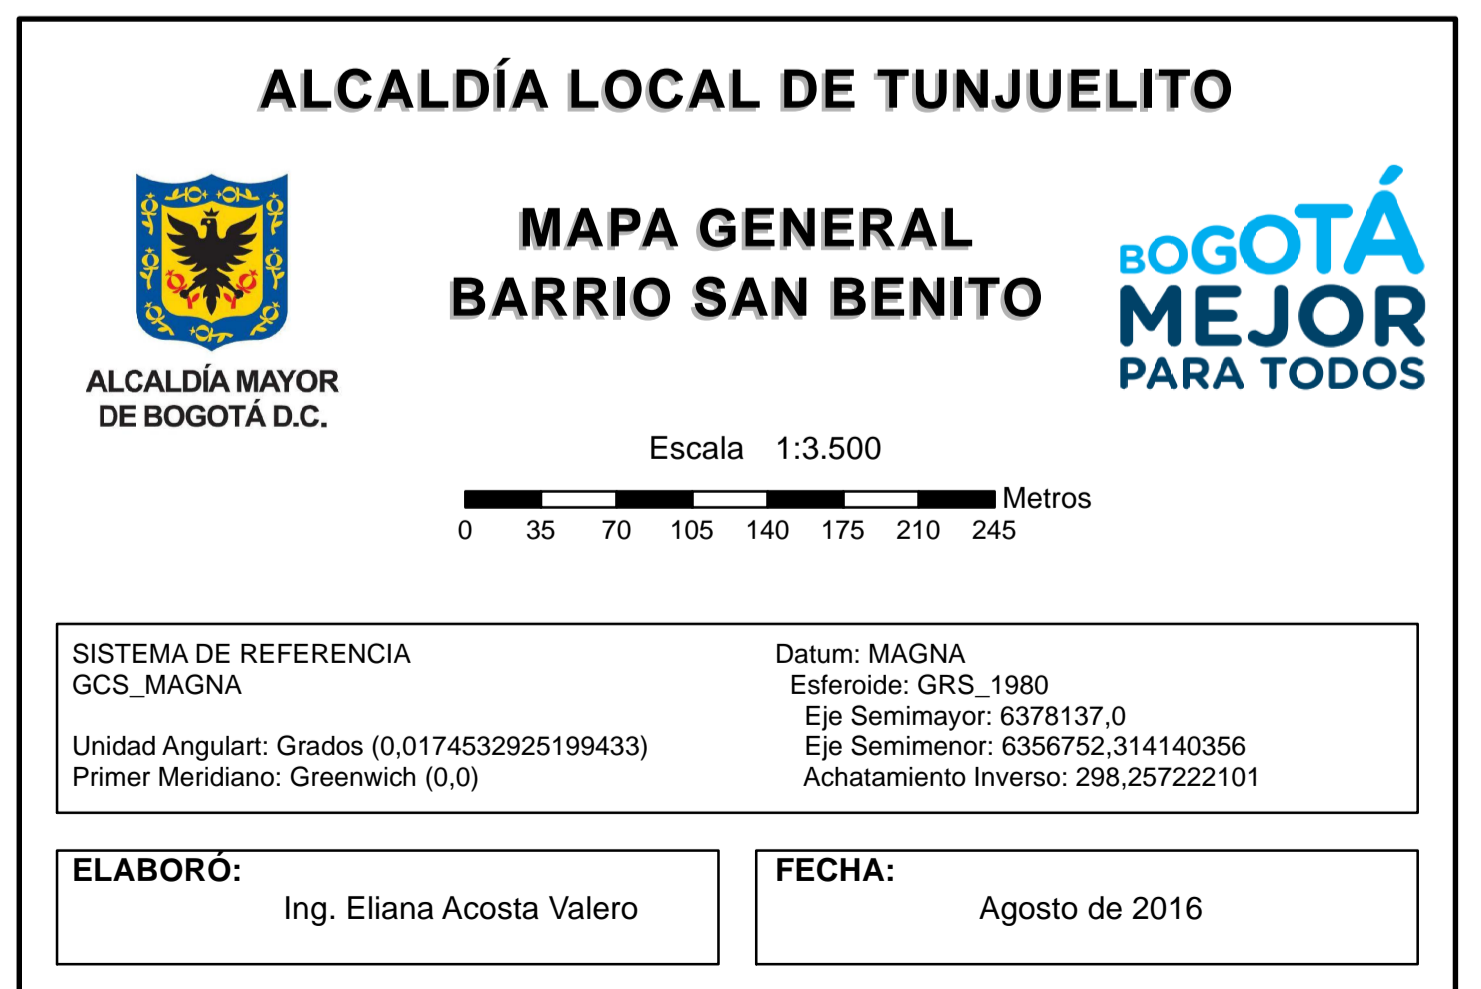 ALCALDÍA LOCAL DE TUNJUELITO
MAPA GENERAL
BARRIO SAN BENITO
ALCALDÍA MAYOR
DE BOGOTÁ D.C.
BOGOTÁ
MEJOR
PARA TODOS
Escala 1:3.500
Metros
0 35 70 105 140 175 210 245
SISTEMA DE REFERENCIA
GCS_MAGNA
Unidad Angulart: Grados (0,0174532925199433)
Primer Meridiano: Greenwich (0,0)
Datum: MAGNA
Esferoide: GRS_1980
Eje Semimayor: 6378137,0
Eje Semimenor: 6356752,314140356
Achatamiento Inverso: 298,257222101
ELABORÓ:
Ing. Eliana Acosta Valero
FECHA:
Agosto de 2016